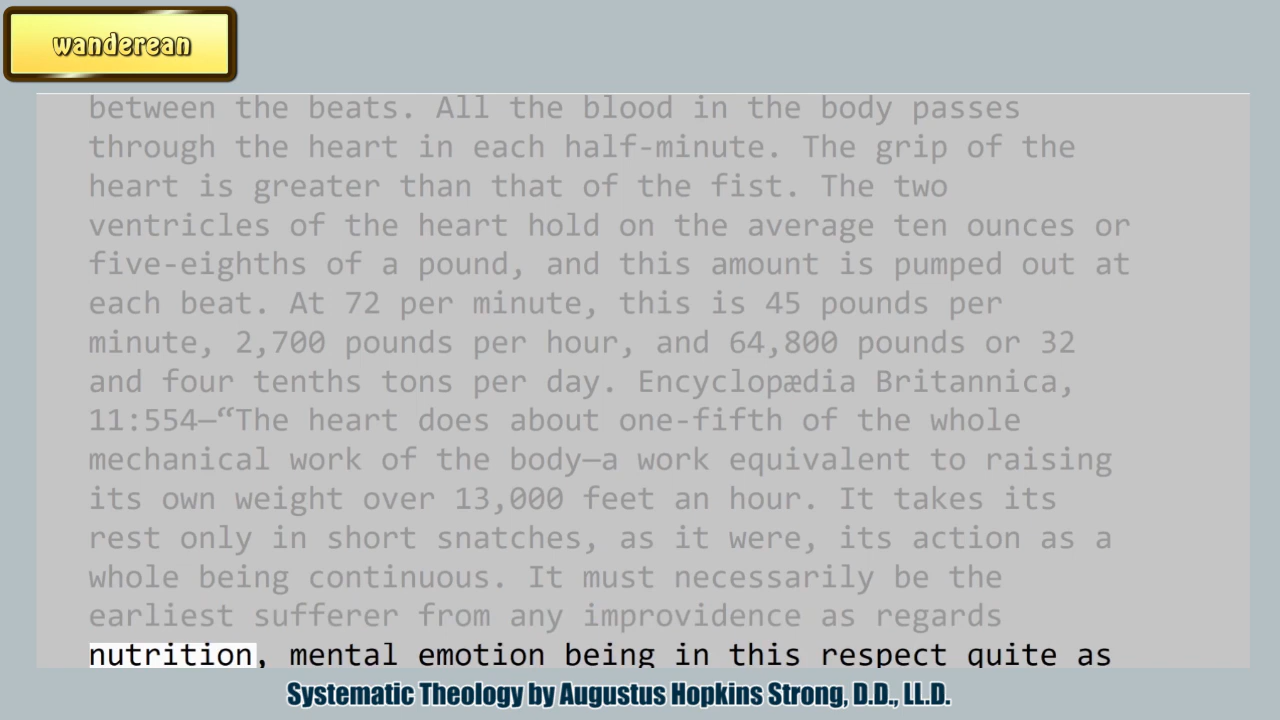 wanderean
between the beats. All the blood in the body passes
through the heart in each half-minute. The grip of the
heart is greater than that of the fist. The two
ventricles of the heart hold on the average ten ounces or
five-eighths of a pound, and this amount is pumped out at
each beat. At 72 per minute, this is 45 pounds per
minute, 2,700 pounds per hour, and 64,800 pounds or 32
and four tenths tons per day. Encyclopædia Britannica,
11:554—“The heart does about one-fifth of the whole
mechanical work of the body—a work equivalent to raising
its own weight over 13,000 feet an hour. It takes its
rest only in short snatches, as it were, its action as a
whole being continuous. It must necessarily be the
earliest sufferer from any improvidence as regards
nutrition, mental emotion being in this respect quite as
Systematic Theology by Augustus Hopkins Strong, D.D., LL.D.